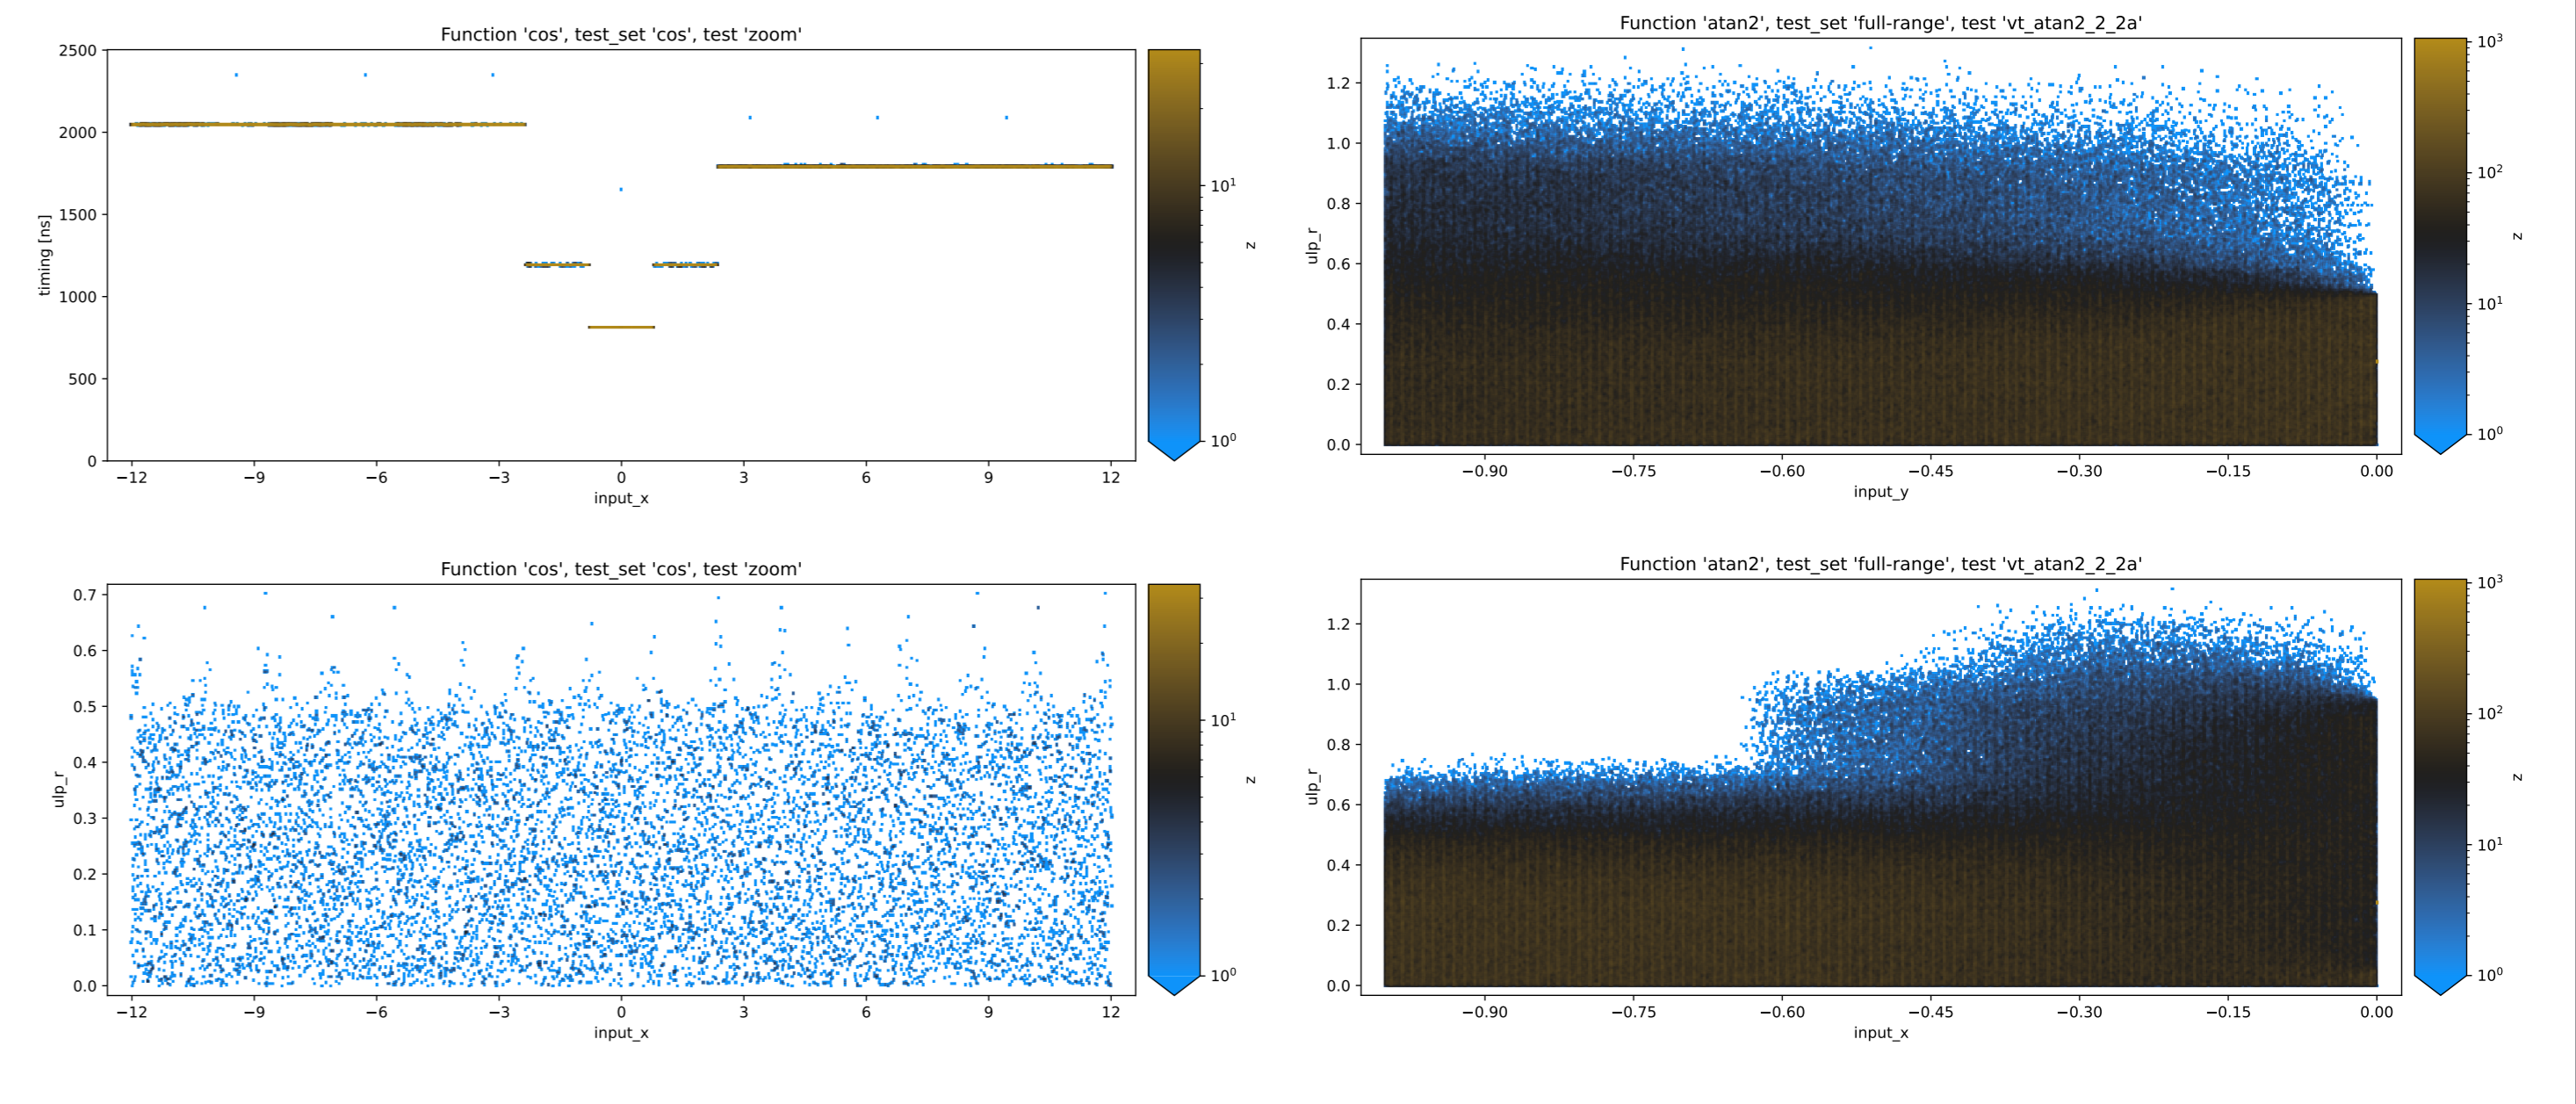 Function 'cos', test_set 'cos', test 'zoom'
2500
2000
1500
1000
500
0
timing [ns]
−12 −9 −6 −3 0 3 6 9 12
input_x
10¹
10⁰
z
Function 'atan2', test_set 'full-range', test 'vt_atan2_2_2a'
1.2
1.0
0.8
0.6
0.4
0.2
0.0
ulp_r
−0.90 −0.75 −0.60 −0.45 −0.30 −0.15 0.00
input_y
10³
10²
10¹
10⁰
z
Function 'cos', test_set 'cos', test 'zoom'
0.7
0.6
0.5
0.4
0.3
0.2
0.1
0.0
ulp_r
−12 −9 −6 −3 0 3 6 9 12
input_x
10¹
10⁰
z
Function 'atan2', test_set 'full-range', test 'vt_atan2_2_2a'
1.2
1.0
0.8
0.6
0.4
0.2
0.0
ulp_r
−0.90 −0.75 −0.60 −0.45 −0.30 −0.15 0.00
input_x
10³
10²
10¹
10⁰
z